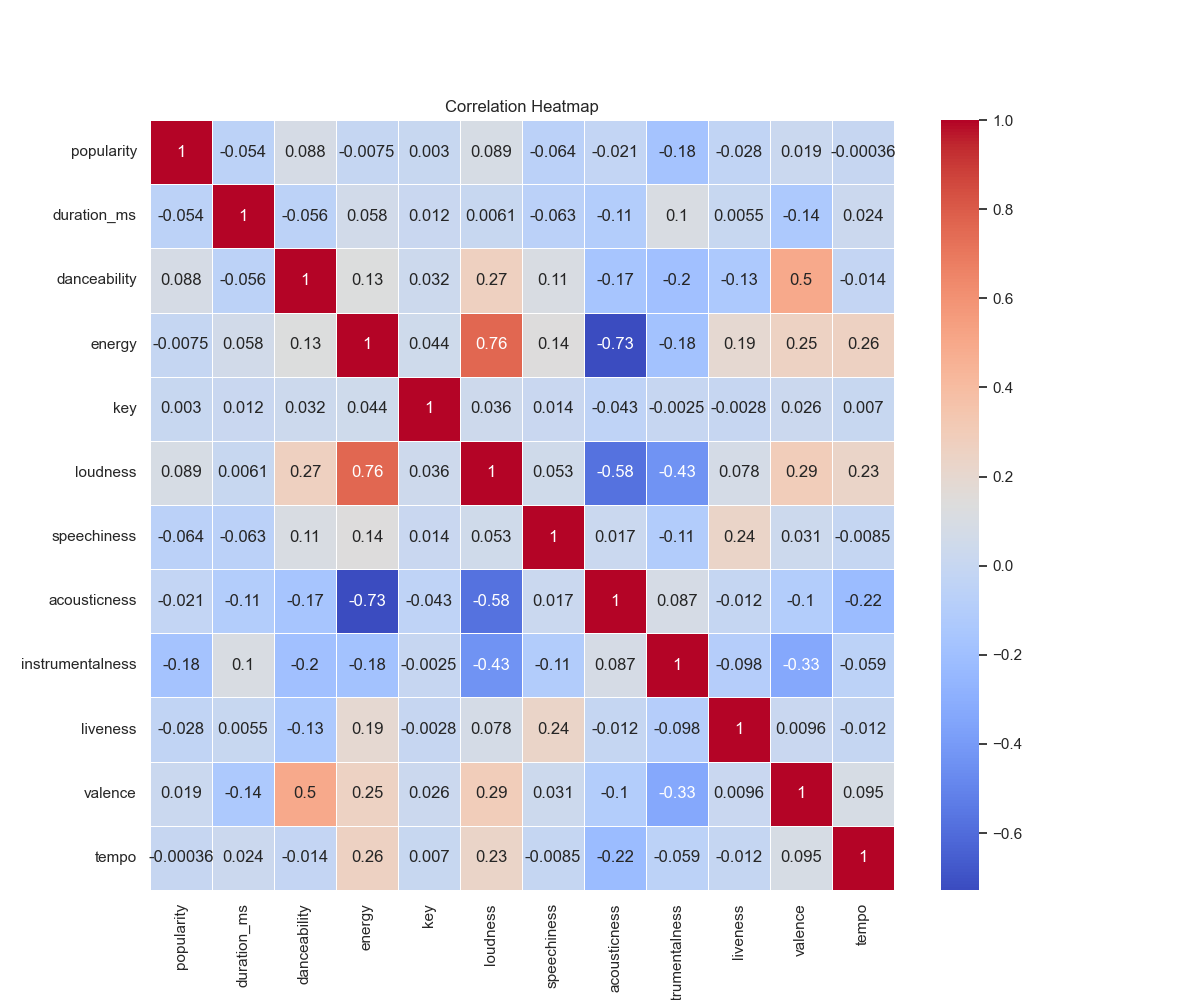 Correlation Heatmap
popularity 1 -0.054 0.088 -0.0075 0.003 0.089 -0.064 -0.021 -0.18 -0.028 0.019 -0.00036
duration_ms -0.054 1 -0.056 0.058 0.012 0.0061 -0.063 -0.11 0.1 0.0055 -0.14 0.024
danceability 0.088 -0.056 1 0.13 0.032 0.27 0.11 -0.17 -0.2 -0.13 0.5 -0.014
energy -0.0075 0.058 0.13 1 0.044 0.76 0.14 -0.73 -0.18 0.19 0.25 0.26
key 0.003 0.012 0.032 0.044 1 0.036 0.014 -0.043 -0.0025 -0.0028 0.026 0.007
loudness 0.089 0.0061 0.27 0.76 0.036 1 0.053 -0.58 -0.43 0.078 0.29 0.23
speechiness -0.064 -0.063 0.11 0.14 0.014 0.053 1 0.017 -0.11 0.24 0.031 -0.0085
acousticness -0.021 -0.11 -0.17 -0.73 -0.043 -0.58 0.017 1 0.087 -0.012 -0.1 -0.22
instrumentalness -0.18 0.1 -0.2 -0.18 -0.0025 -0.43 -0.11 0.087 1 -0.098 -0.33 -0.059
liveness -0.028 0.0055 -0.13 0.19 -0.0028 0.078 0.24 -0.012 -0.098 1 0.0096 -0.012
valence 0.019 -0.14 0.5 0.25 0.026 0.29 0.031 -0.1 -0.33 0.0096 1 0.095
tempo -0.00036 0.024 -0.014 0.26 0.007 0.23 -0.0085 -0.22 -0.059 -0.012 0.095 1
popularity
duration_ms
danceability
energy
key
loudness
speechiness
acousticness
trumentalness
liveness
valence
tempo
1.0
0.8
0.6
0.4
0.2
0.0
−0.2
−0.4
−0.6